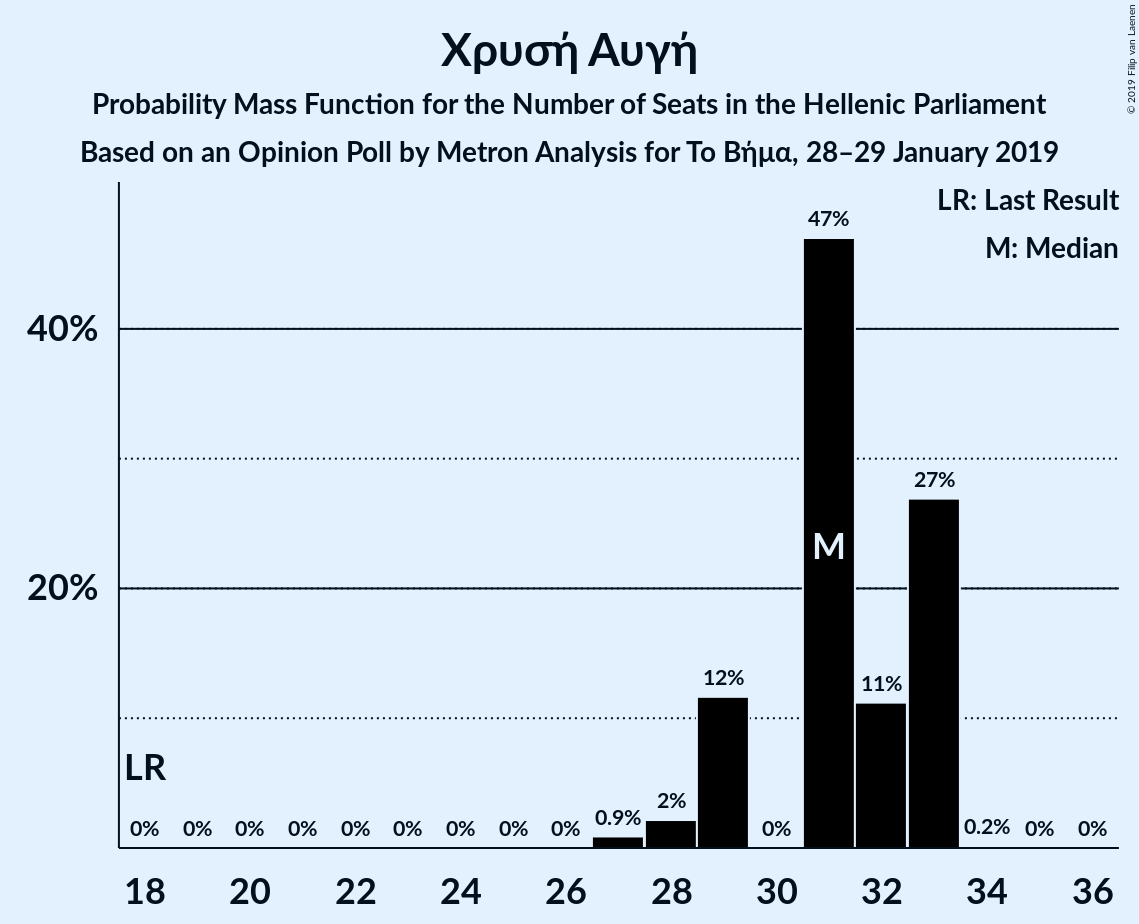 Χρυσή Αυγή
Probability Mass Function for the Number of Seats in the Hellenic Parliament
Based on an Opinion Poll by Metron Analysis for Το Βήμα, 28–29 January 2019
© 2019 Filip van Laenen
LR: Last Result
M: Median
47%
40%
27%
M
20%
12%
11%
LR
0% 0% 0% 0% 0% 0% 0% 0% 0% 0.9% 2% 0% 0.2% 0% 0%
18 20 22 24 26 28 30 32 34 36